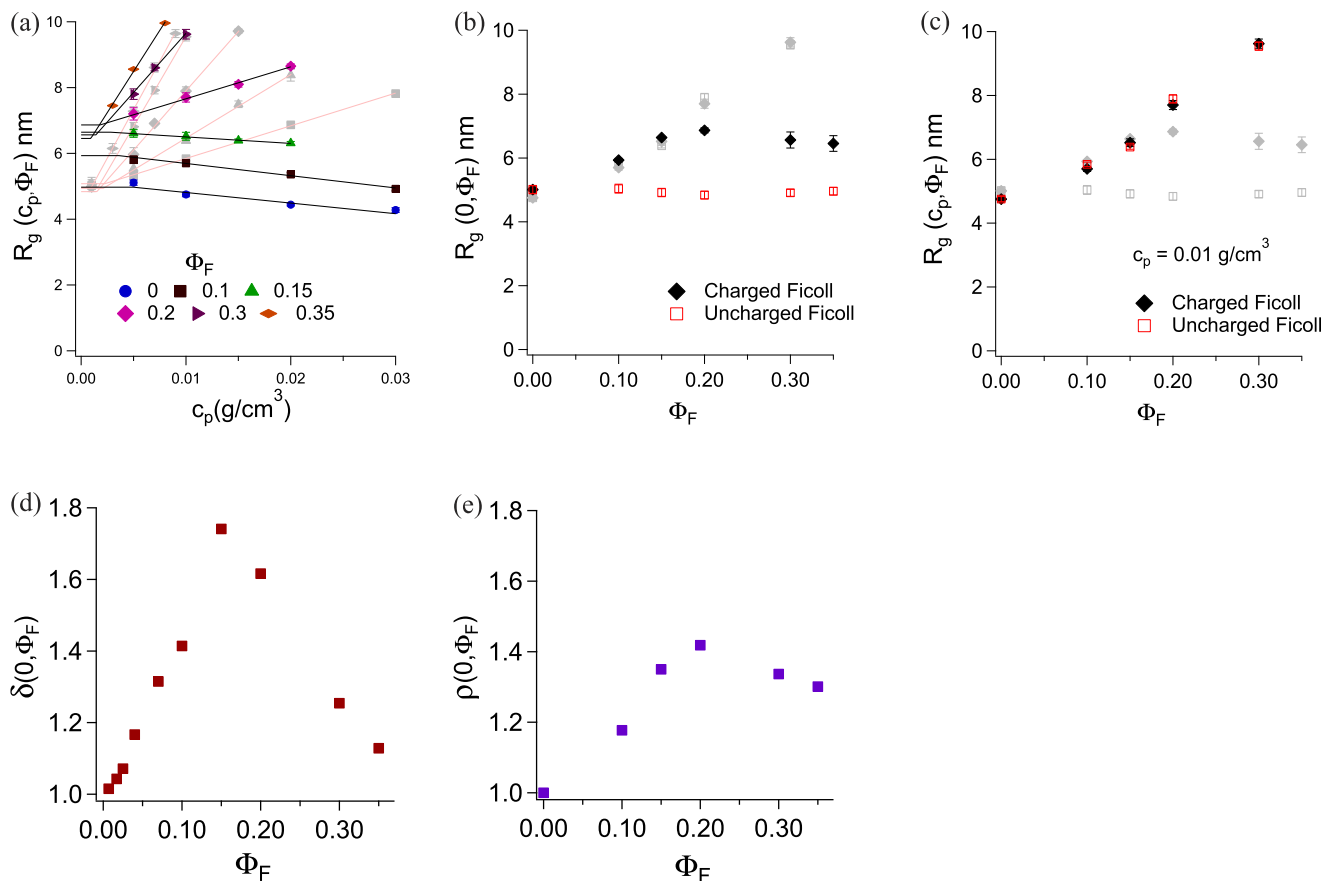 (a)
R_g (c_p,Φ_F) nm
10
8
6
4
2
0
Φ_F
0 0.1 0.15
0.2 0.3 0.35
0.00 0.01 0.02 0.03
c_p(g/cm^3)
(b)
R_g (0,Φ_F) nm
10
8
6
4
2
0
Charged Ficoll
Uncharged Ficoll
0.00 0.10 0.20 0.30
Φ_F
(c)
R_g (c_p,Φ_F) nm
10
8
6
4
2
0
c_p = 0.01 g/cm^3
Charged Ficoll
Uncharged Ficoll
0.00 0.10 0.20 0.30
Φ_F
(d)
δ(0,Φ_F)
1.8
1.6
1.4
1.2
1.0
0.00 0.10 0.20 0.30
Φ_F
(e)
ρ(0,Φ_F)
1.8
1.6
1.4
1.2
1.0
0.00 0.10 0.20 0.30
Φ_F